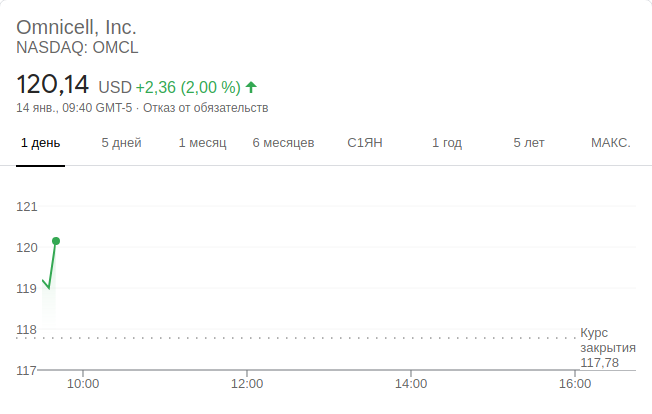 Omnicell, Inc.
NASDAQ: OMCL
120,14 USD +2,36 (2,00 %)
14 янв., 09:40 GMT-5 · Отказ от обязательств
1 день 5 дней 1 месяц 6 месяцев С1ЯН 1 год 5 лет МАКС.
121
120
119
118
Курс
закрытия
117,78
117
10:00 12:00 14:00 16:00